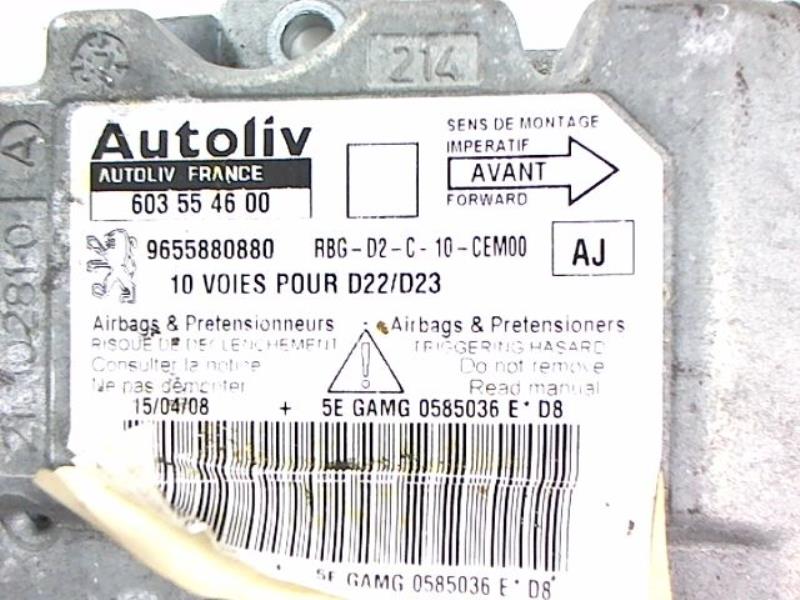 214
A
Autoliv
AUTOLIV FRANCE
603 55 46 00
SENS DE MONTAGE
IMPERATIF
AVANT
FORWARD
9655880880 RBG-D2-C-10-CEM00
AJ
10 VOIES POUR D22/D23
Airbags & Pretensionneurs
RISQUE DE DECLENCHEMENT
Consulter la notice
Ne pas démonter
Airbags & Pretensioners
TRIGGERING HASARD
Do not remove
Read manual
15/04/08 + 5E GAMG 0585036 E* D8
5E GAMG 0585036 E* D8